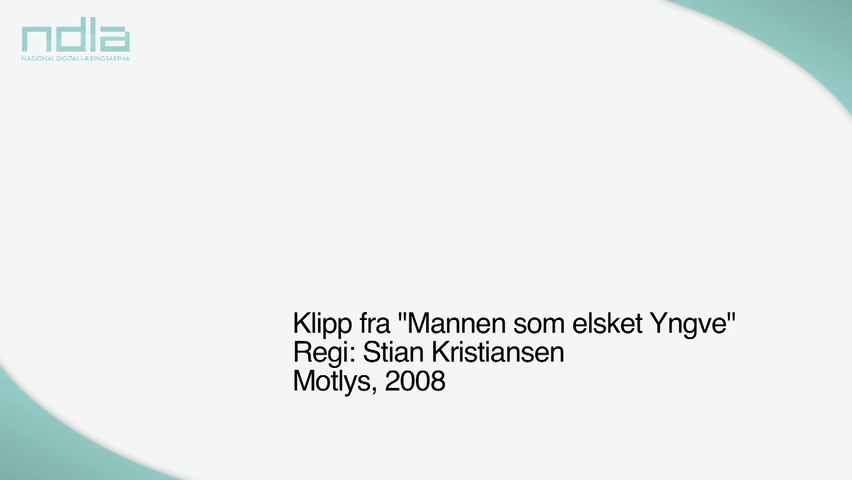 ndla
NASJONAL DIGITAL LÆRINGSARENA
Klipp fra "Mannen som elsket Yngve"
Regi: Stian Kristiansen
Motlys, 2008